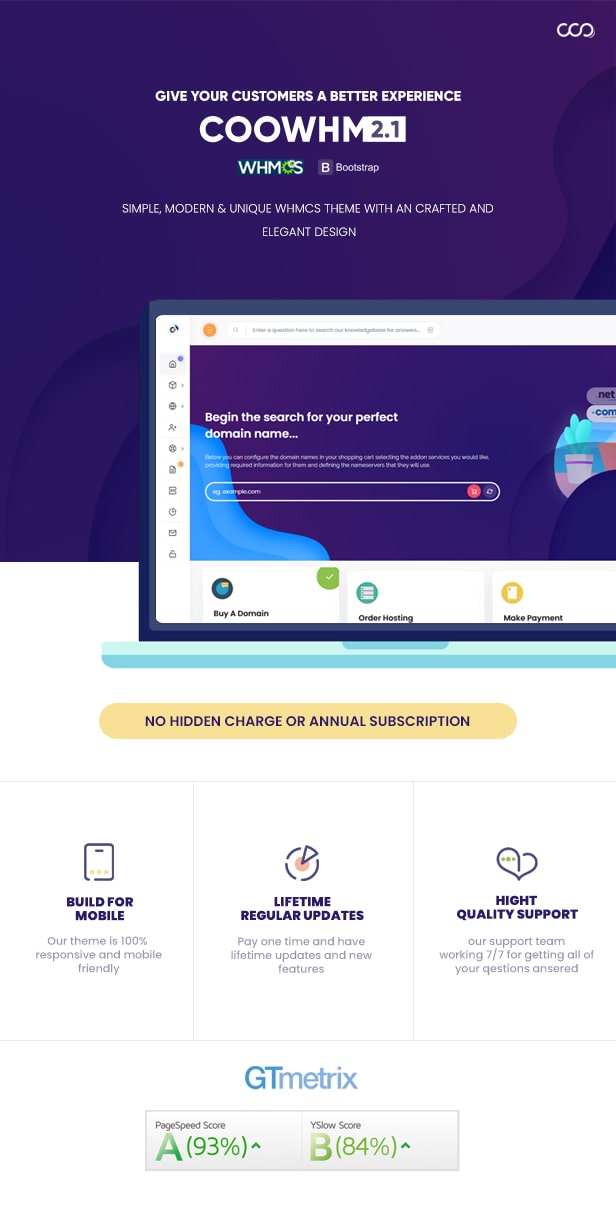 GIVE YOUR CUSTOMERS A BETTER EXPERIENCE
COOWHM 2.1
WHMCS B Bootstrap
SIMPLE, MODERN & UNIQUE WHMCS THEME WITH AN CRAFTED AND
ELEGANT DESIGN
Enter a question here to search our knowledgebase for answers...
.net
.com
Begin the search for your perfect
domain name...
Below you can configure the domain names in your shopping cart selecting the addon services you would like,
providing required information for them and defining the nameservers that they will use.
eg. example.com
Buy A Domain
Order Hosting
Make Payment
NO HIDDEN CHARGE OR ANNUAL SUBSCRIPTION
BUILD FOR
MOBILE
Our theme is 100%
responsive and mobile
friendly
LIFETIME
REGULAR UPDATES
Pay one time and have
lifetime updates and new
features
HIGHT
QUALITY SUPPORT
our support team
working 7/7 for getting all of
your qestions ansered
GTmetrix
PageSpeed Score
A (93%)
YSlow Score
B (84%)